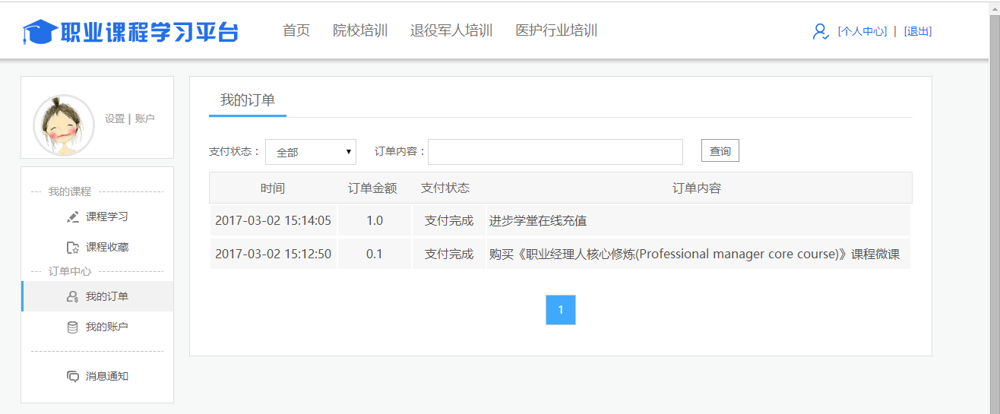 职业课程学习平台 首页 院校培训 退役军人培训 医护行业培训 [个人中心] | [退出]
设置 | 账户
我的课程
课程学习
课程收藏
订单中心
我的订单
我的账户
消息通知
我的订单
支付状态： 全部 订单内容： 查询
时间 订单金额 支付状态 订单内容
2017-03-02 15:14:05 1.0 支付完成 进步学堂在线充值
2017-03-02 15:12:50 0.1 支付完成 购买《职业经理人核心修炼(Professional manager core course)》课程微课
1